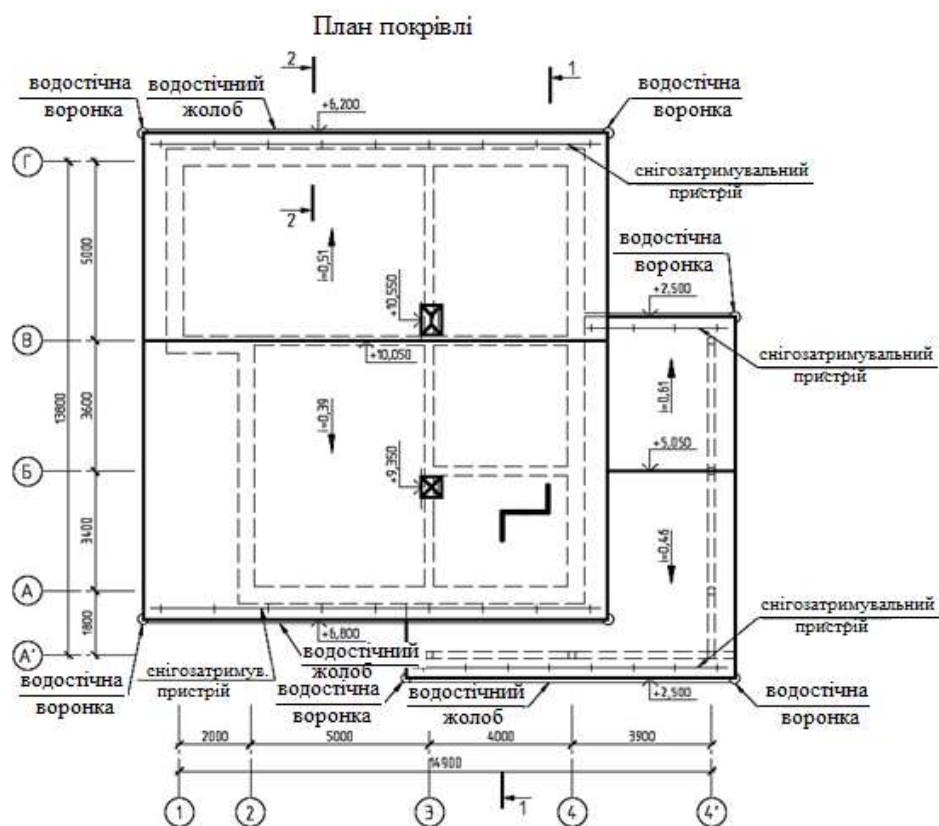 План покрівлі
2
1
водостічна
воронка
водостічний
жолоб
+6,200
водостічна
воронка
Г
снігозатримувальний
пристрій
2
5000
i=0,51
водостічна
воронка
+10,550
+2,500
В
+10,050
снігозатримувальний
пристрій
13800
3600
i=0,39
i=0,61
Б
+5,050
+9,350
3400
i=0,46
А
снігозатримувальний
пристрій
1800
+6,800
А'
водостічний
жолоб
водостічна
воронка
снігозатримув.
пристрій
водостічна
воронка
водостічний
жолоб
+2,500
водостічна
воронка
2000
5000
4000
3900
14900
1
2
3
4
4'
1